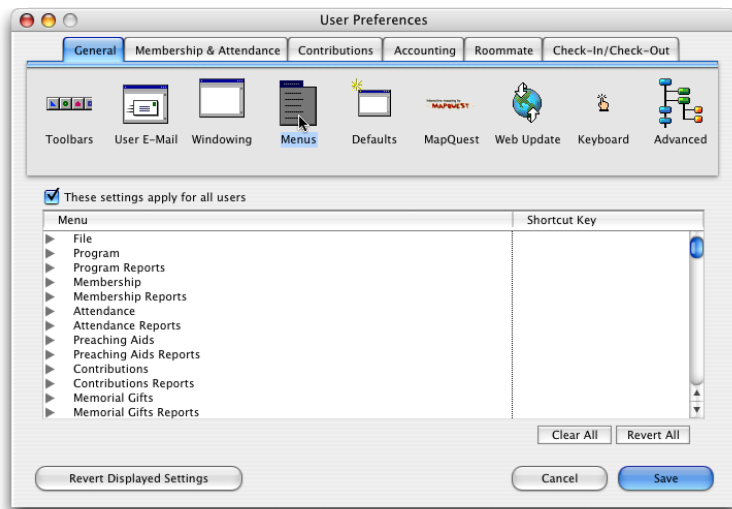 User Preferences
General Membership & Attendance Contributions Accounting Roommate Check-In/Check-Out
MAPQUEST
Toolbars User E-Mail Windowing Menus Defaults MapQuest Web Update Keyboard Advanced
These settings apply for all users
Menu Shortcut Key
File
Program
Program Reports
Membership
Membership Reports
Attendance
Attendance Reports
Preaching Aids
Preaching Aids Reports
Contributions
Contributions Reports
Memorial Gifts
Memorial Gifts Reports
Clear All Revert All
Revert Displayed Settings Cancel Save